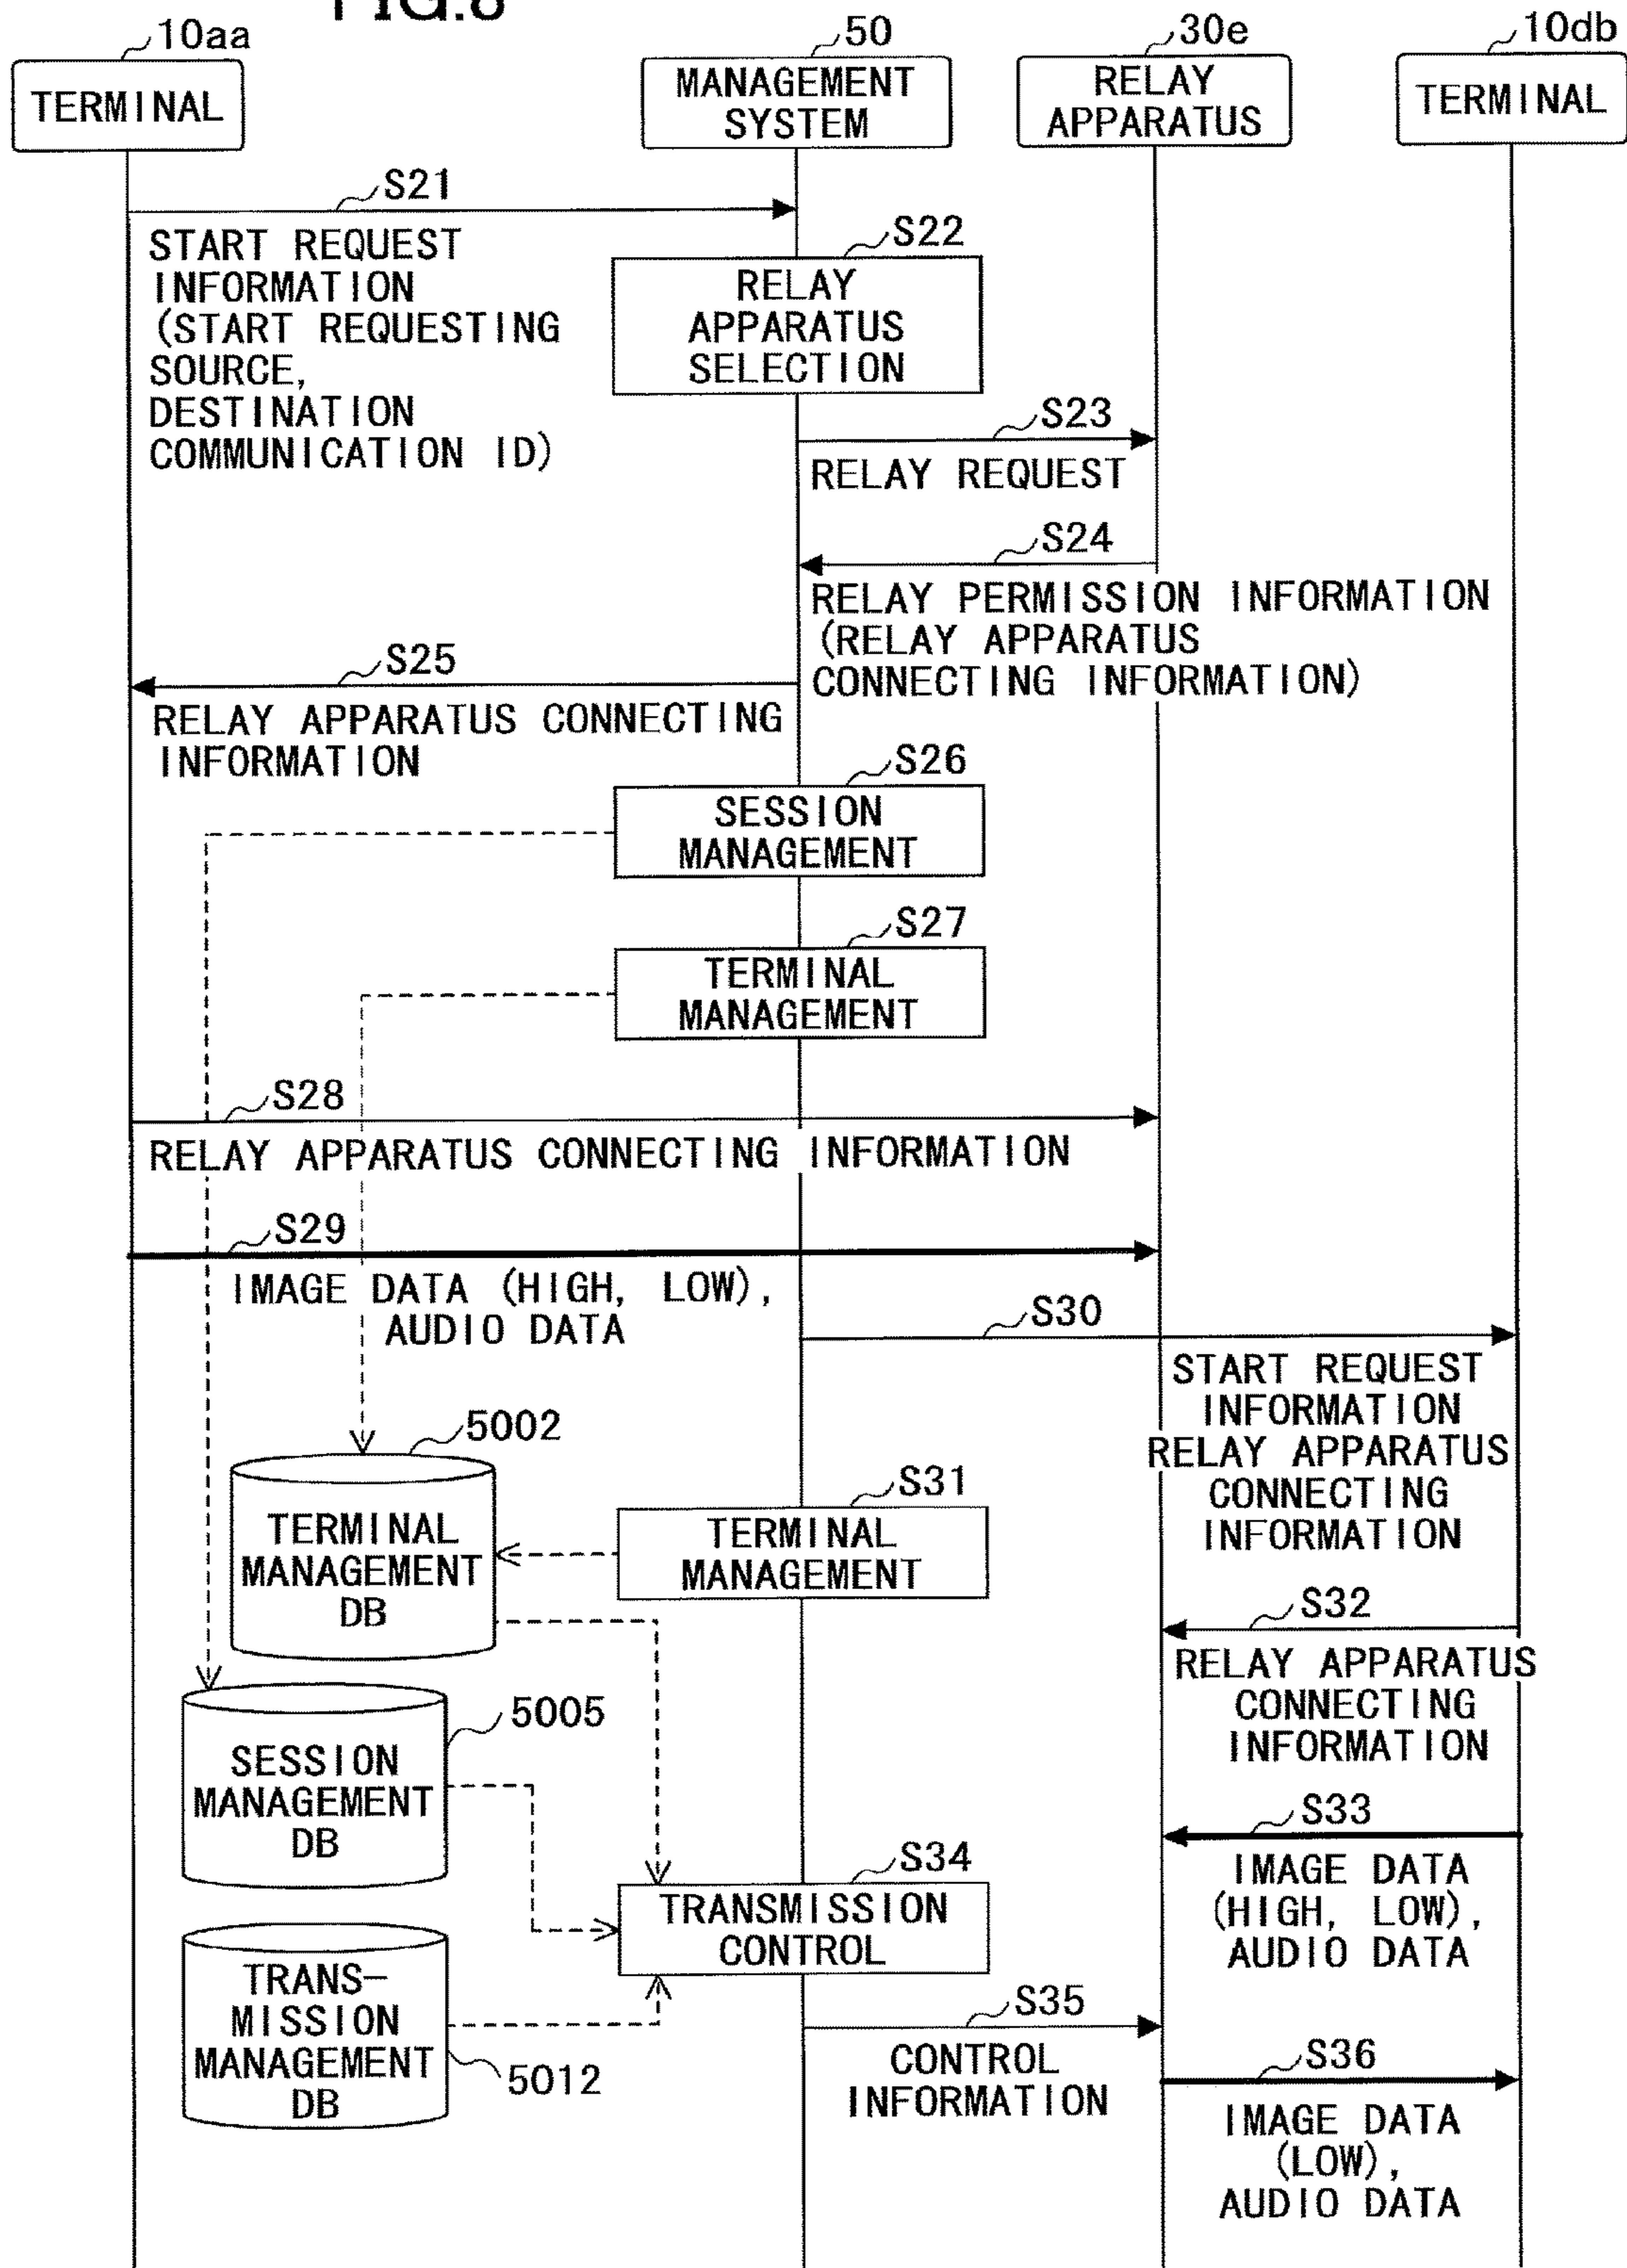 FIG.8
10aa
50
30e
10db
TERMINAL
MANAGEMENT
SYSTEM
RELAY
APPARATUS
TERMINAL
S21
START REQUEST
INFORMATION
(START REQUESTING
SOURCE,
DESTINATION
COMMUNICATION ID)
S22
RELAY
APPARATUS
SELECTION
S23
RELAY REQUEST
S24
RELAY PERMISSION INFORMATION
(RELAY APPARATUS
CONNECTING INFORMATION)
S25
RELAY APPARATUS CONNECTING
INFORMATION
S26
SESSION
MANAGEMENT
S27
TERMINAL
MANAGEMENT
S28
RELAY APPARATUS CONNECTING INFORMATION
S29
IMAGE DATA (HIGH, LOW),
AUDIO DATA
S30
START REQUEST
INFORMATION
RELAY APPARATUS
CONNECTING
INFORMATION
5002
TERMINAL
MANAGEMENT
DB
S31
TERMINAL
MANAGEMENT
S32
RELAY APPARATUS
CONNECTING
INFORMATION
5005
SESSION
MANAGEMENT
DB
S33
IMAGE DATA
(HIGH, LOW),
AUDIO DATA
S34
TRANSMISSION
CONTROL
TRANS-
MISSION
MANAGEMENT
DB
5012
S35
CONTROL
INFORMATION
S36
IMAGE DATA
(LOW),
AUDIO DATA